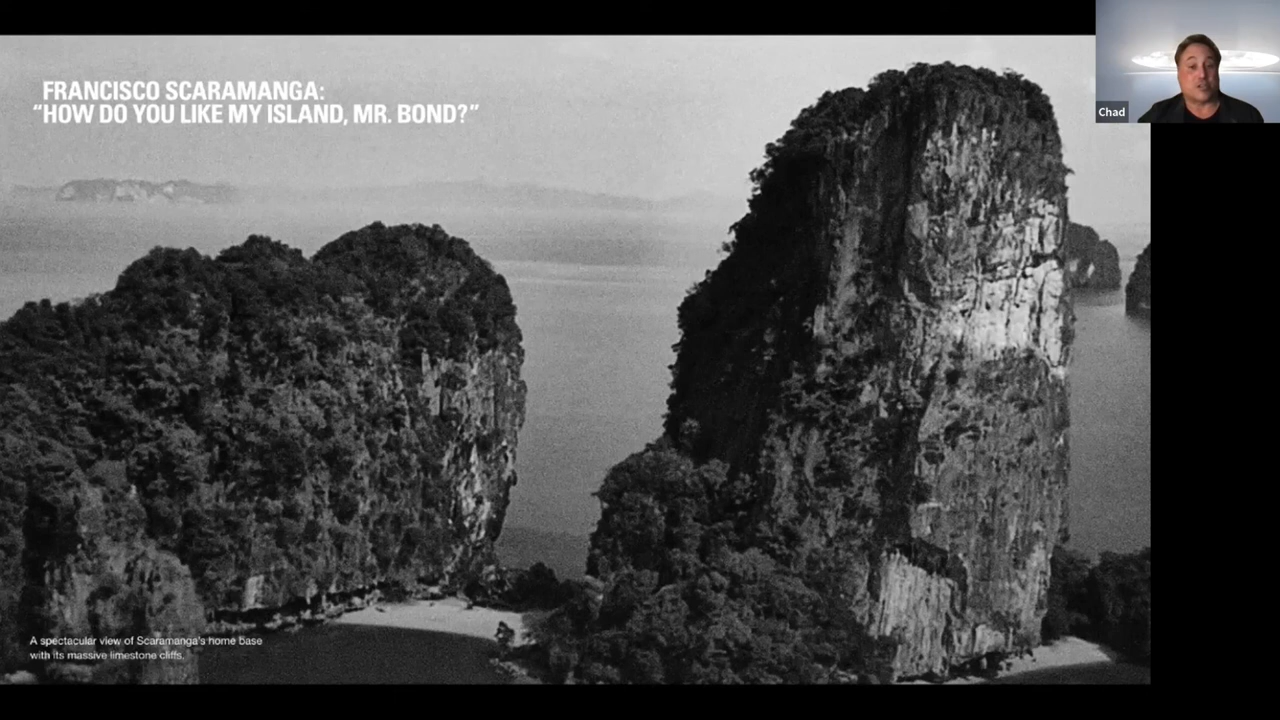 FRANCISCO SCARAMANGA:
“HOW DO YOU LIKE MY ISLAND, MR. BOND?”
Chad
A spectacular view of Scaramanga's home base
with its massive limestone cliffs.